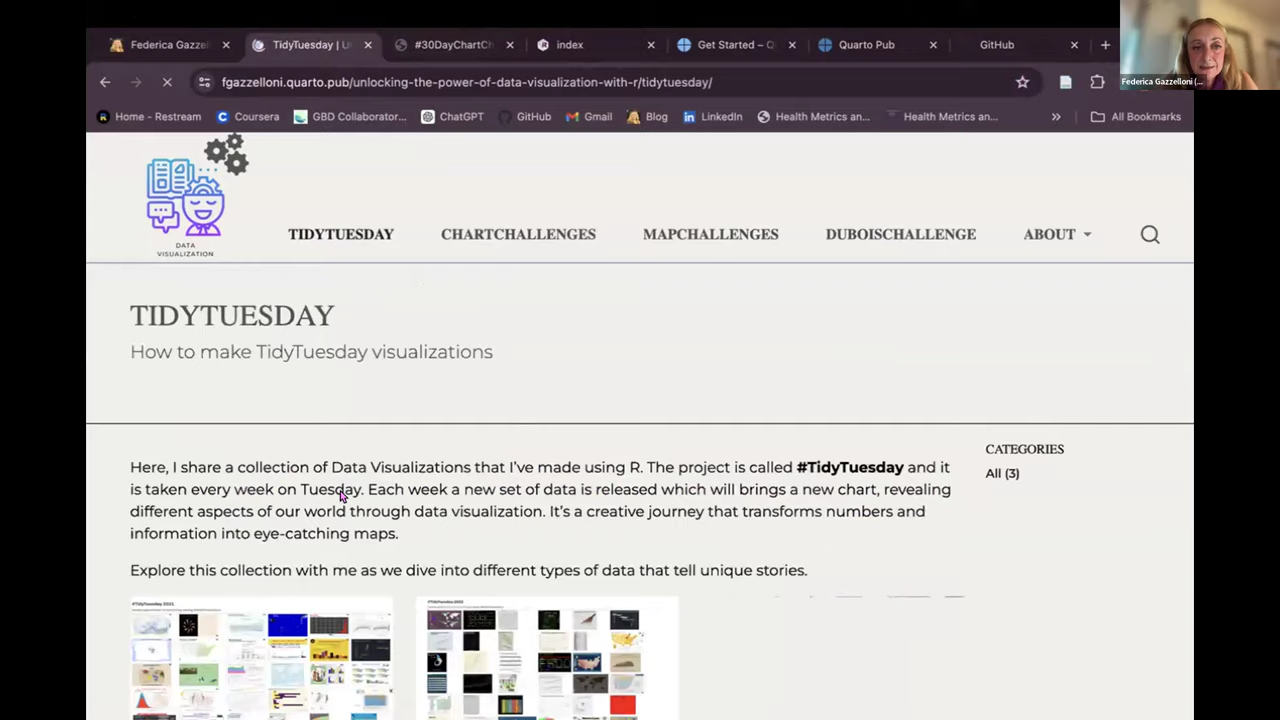 Federica Gazzell
TidyTuesday | U
#30DayChartCh
index
Get Started – Q
Quarto Pub
GitHub
fgazzelloni.quarto.pub/unlocking-the-power-of-data-visualization-with-r/tidytuesday/
Federica Gazzelloni (...
Home - Restream
Coursera
GBD Collaborator...
ChatGPT
GitHub
Gmail
Blog
LinkedIn
Health Metrics an...
Health Metrics an...
»
All Bookmarks
DATA
VISUALIZATION
TIDYTUESDAY
CHARTCHALLENGES
MAPCHALLENGES
DUBOISCHALLENGE
ABOUT
TIDYTUESDAY
How to make TidyTuesday visualizations
Here, I share a collection of Data Visualizations that I've made using R. The project is called #TidyTuesday and it
is taken every week on Tuesday. Each week a new set of data is released which will brings a new chart, revealing
different aspects of our world through data visualization. It's a creative journey that transforms numbers and
information into eye-catching maps.
Explore this collection with me as we dive into different types of data that tell unique stories.
CATEGORIES
All (3)
#TidyTuesday 2021
#TidyTuesday 2022